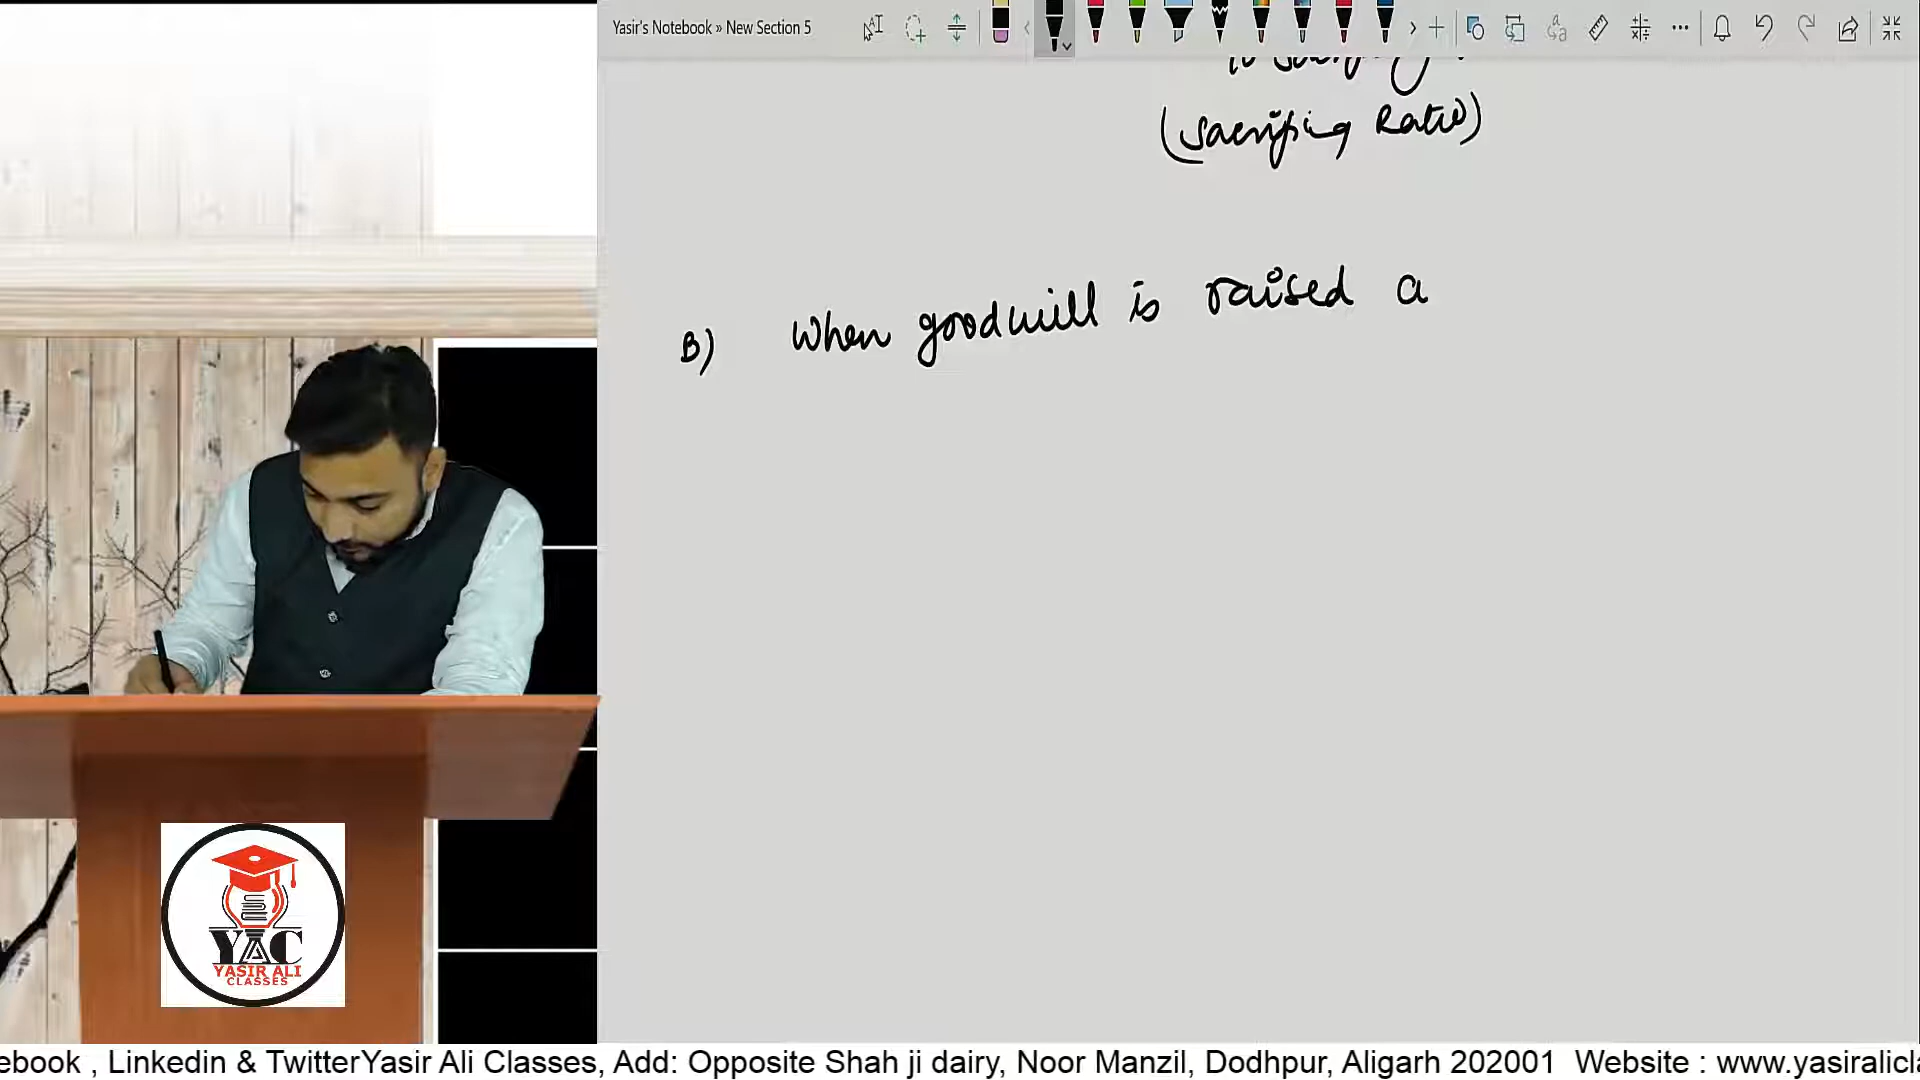 Yasir's Notebook » New Section 5
(Sacrificing Ratio)
B) When goodwill is raised a
YAC
YASIR ALI
CLASSES
ebook , Linkedin & TwitterYasir Ali Classes, Add: Opposite Shah ji dairy, Noor Manzil, Dodhpur, Aligarh 202001 Website : www.yasiralicla